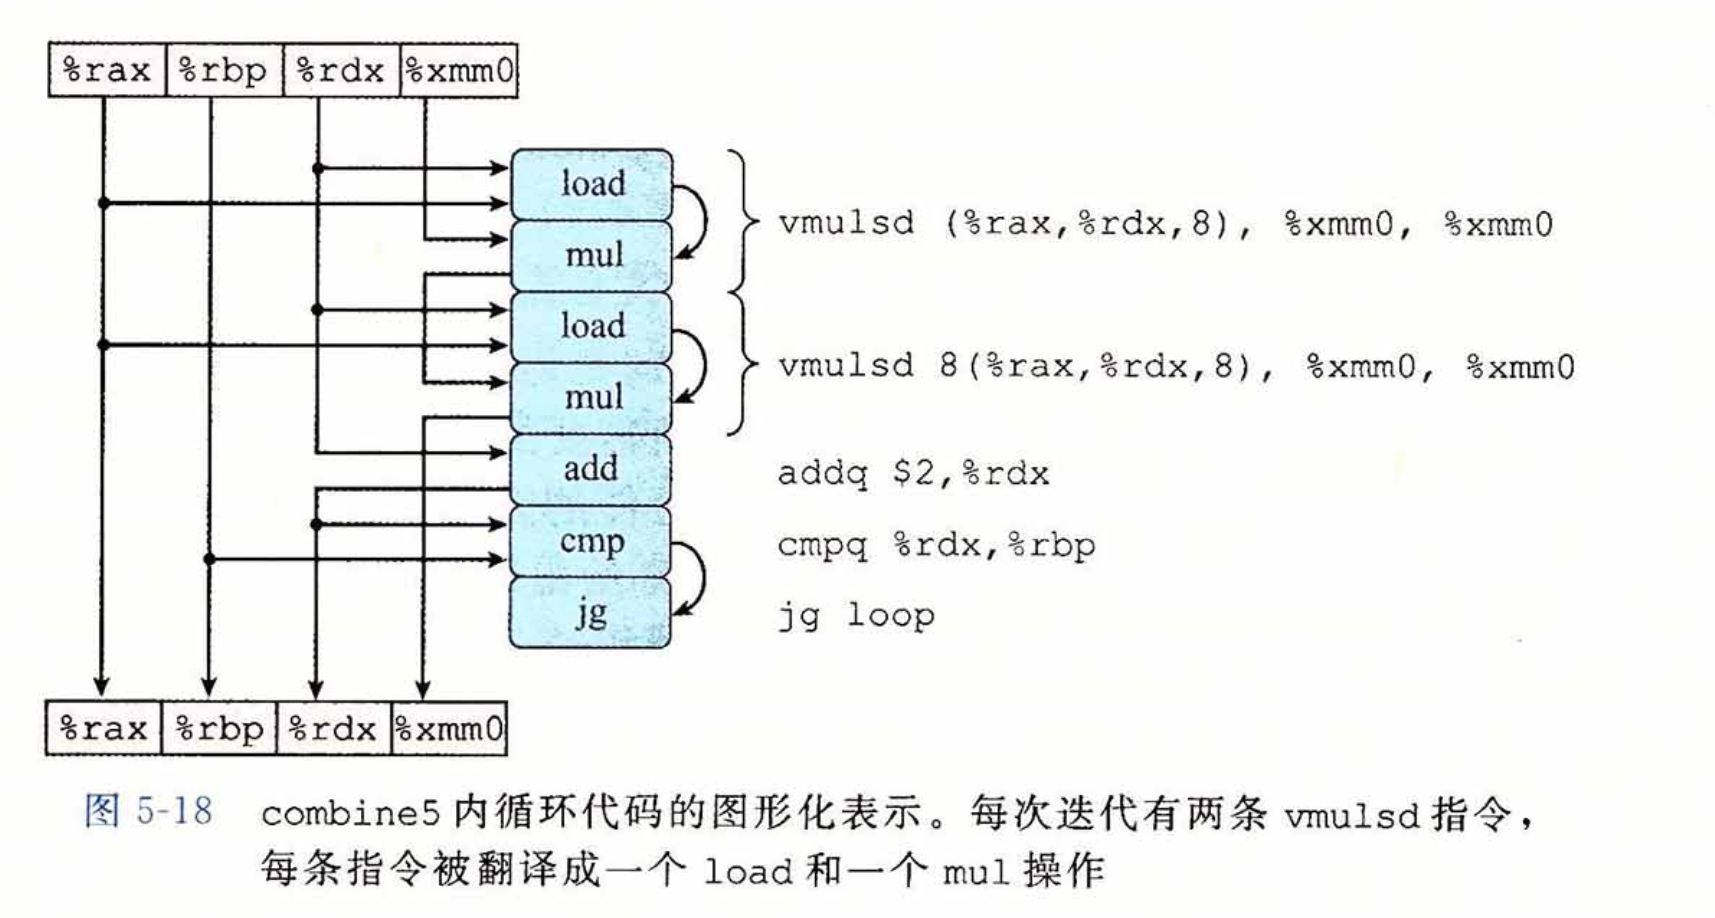 %rax %rbp %rdx %xmm0
load
mul
vmulsd (%rax,%rdx,8), %xmm0, %xmm0
load
mul
vmulsd 8(%rax,%rdx,8), %xmm0, %xmm0
add
addq $2,%rdx
cmp
cmpq %rdx,%rbp
jg
jg loop
%rax %rbp %rdx %xmm0
图 5-18 combine5 内循环代码的图形化表示。每次迭代有两条 vmulsd 指令，
每条指令被翻译成一个 load 和一个 mul 操作